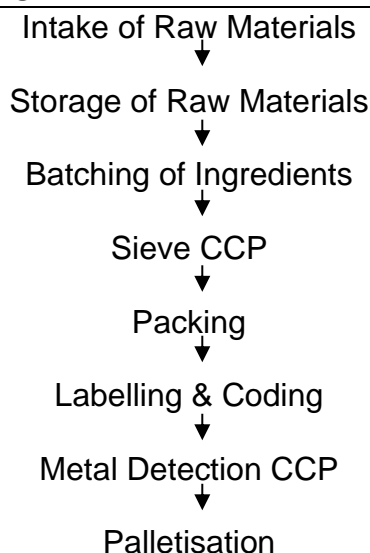 Intake of Raw Materials
Storage of Raw Materials
Batching of Ingredients
Sieve CCP
Packing
Labelling & Coding
Metal Detection CCP
Palletisation